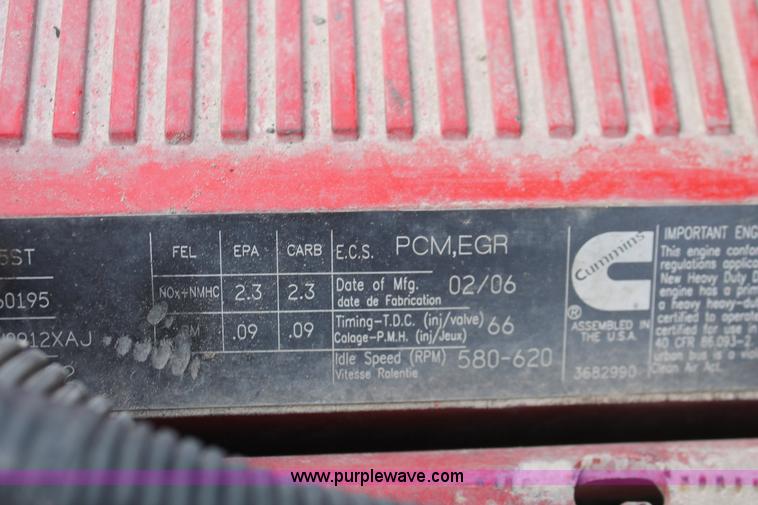 5ST
60195
912XAJ
FEL EPA CARB
NOx+NMHC 2.3 2.3
PM .09 .09
E.C.S. PCM,EGR
Date of Mfg. 02/06
date de Fabrication
Timing-T.D.C. (inj/valve) 66
Calage-P.M.H. (inj/Jeux)
Idle Speed (RPM) 580-620
Vitesse Ralentie
Cummins
®
ASSEMBLED IN
THE U.S.A.
3682990
IMPORTANT ENG
This engine confor
regulations applica
New Heavy Duty D
engine has a prim
a heavy heavy-du
certified to operat
certified for use in
40 CFR 86.093-2
urban bus is a viol
Clean Air Act.
www.purplewave.com